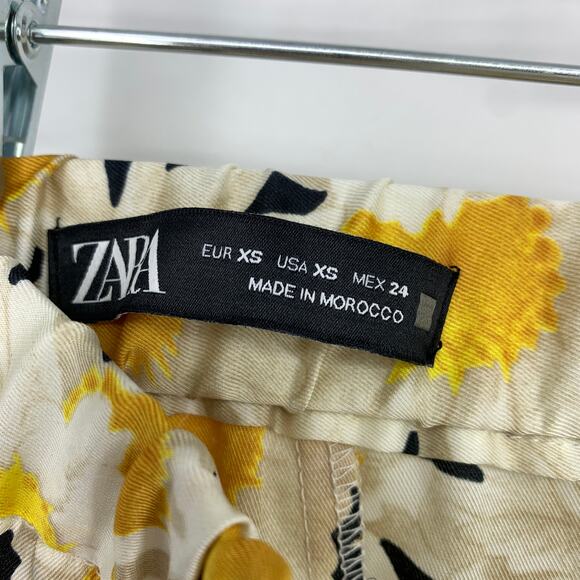 ZARA
EUR XS USA XS MEX 24
MADE IN MOROCCO